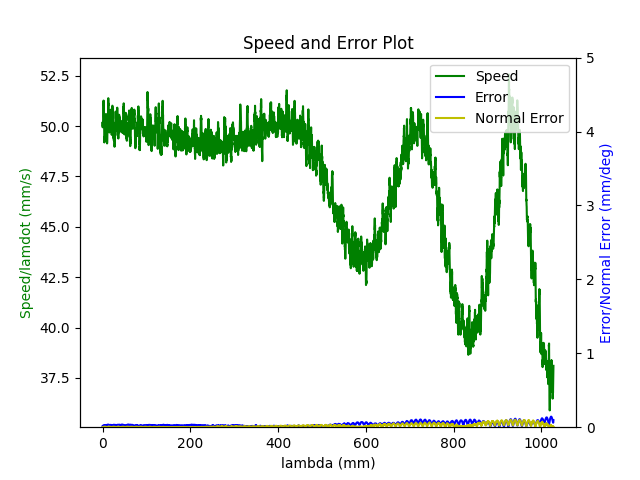 Speed and Error Plot
Speed
Error
Normal Error
52.5
50.0
47.5
45.0
42.5
40.0
37.5
Speed/lamdot (mm/s)
5
4
3
2
1
0
Error/Normal Error (mm/deg)
0
200
400
600
800
1000
lambda (mm)